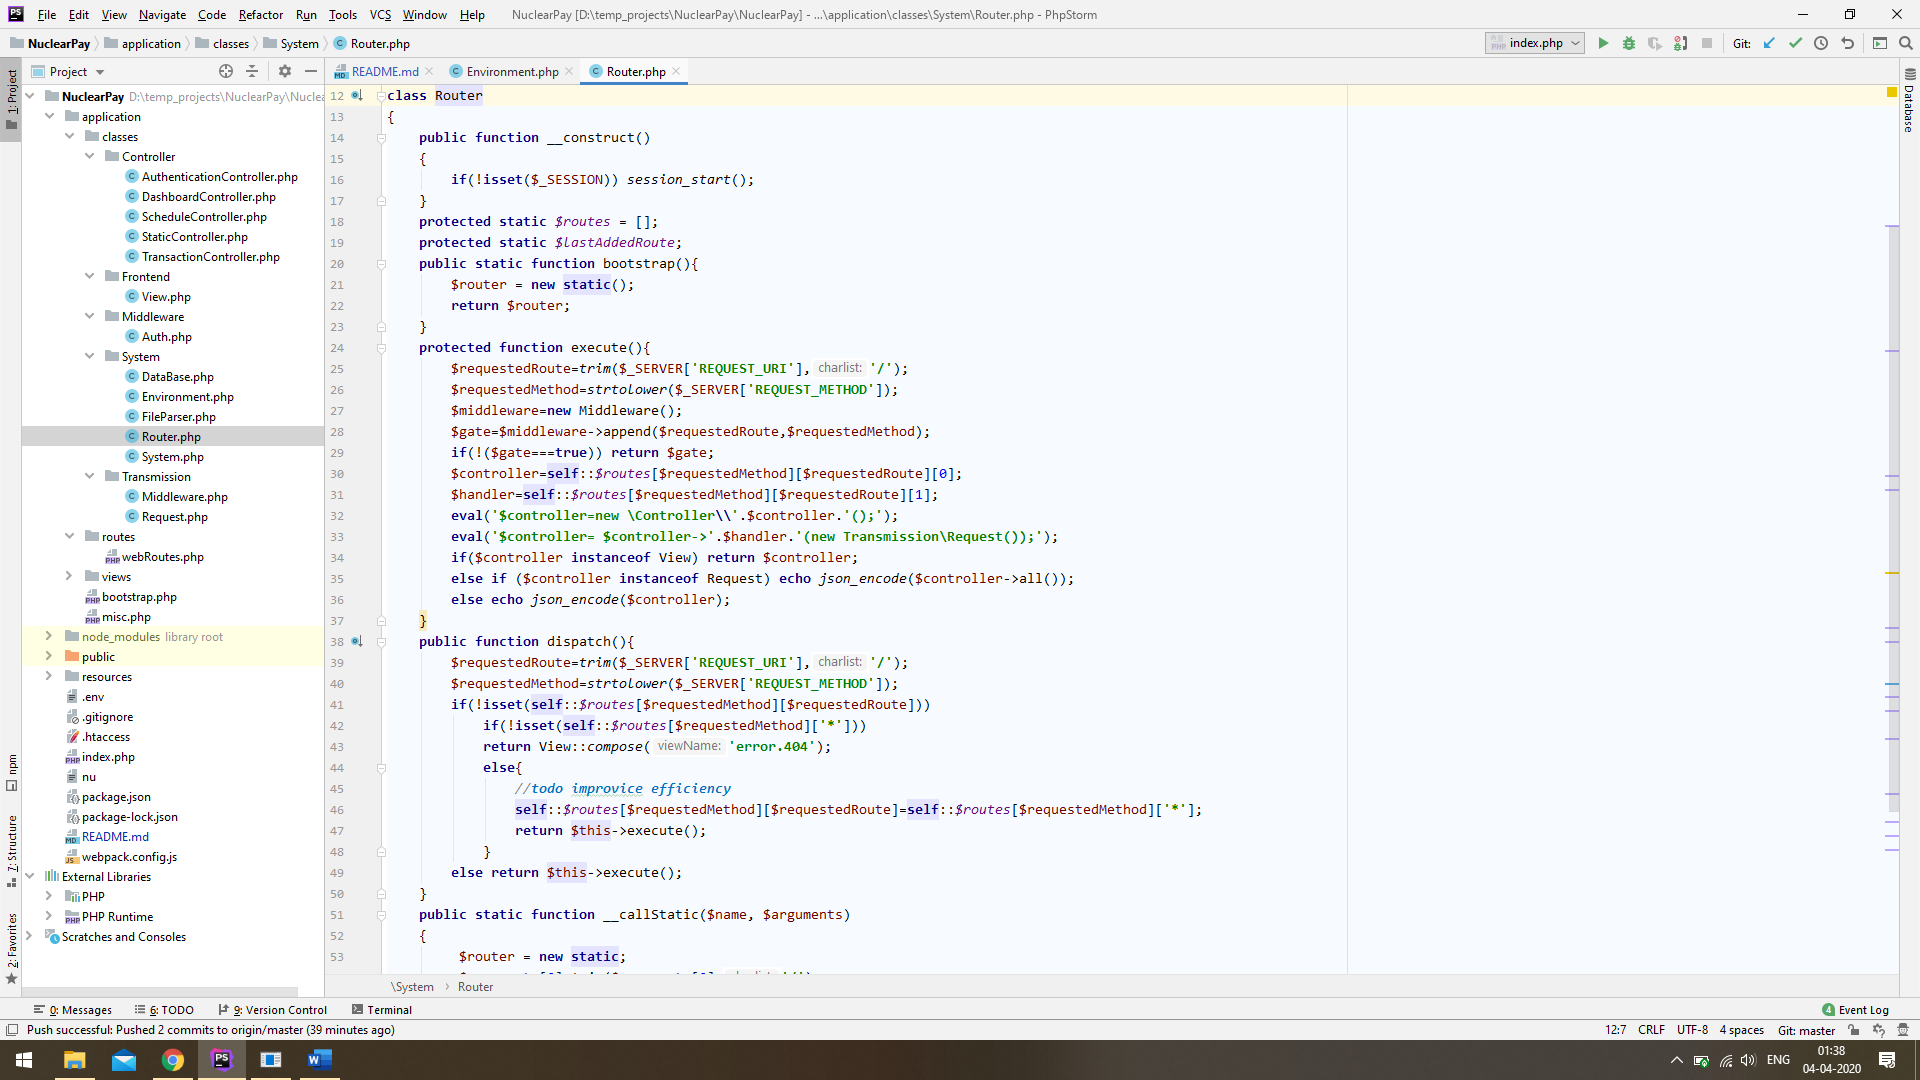 File Edit View Navigate Code Refactor Run Tools VCS Window Help NuclearPay [D:\temp_projects\NuclearPay\NuclearPay] - ...\application\classes\System\Router.php - PhpStorm
NuclearPay application classes System Router.php index.php Git:
Project README.md Environment.php Router.php
1: Project
NuclearPay D:\temp_projects\NuclearPay\Nuclea
application
classes
Controller
AuthenticationController.php
DashboardController.php
ScheduleController.php
StaticController.php
TransactionController.php
Frontend
View.php
Middleware
Auth.php
System
DataBase.php
Environment.php
FileParser.php
Router.php
System.php
Transmission
Middleware.php
Request.php
routes
webRoutes.php
views
bootstrap.php
misc.php
node_modules library root
public
resources
.env
.gitignore
.htaccess
index.php
nu
package.json
package-lock.json
README.md
webpack.config.js
External Libraries
PHP
PHP Runtime
Scratches and Consoles
npm
7: Structure
2: Favorites
12 class Router
13 {
14 public function __construct()
15 {
16 if(!isset($_SESSION)) session_start();
17 }
18 protected static $routes = [];
19 protected static $lastAddedRoute;
20 public static function bootstrap(){
21 $router = new static();
22 return $router;
23 }
24 protected function execute(){
25 $requestedRoute=trim($_SERVER['REQUEST_URI'], charlist: '/');
26 $requestedMethod=strtolower($_SERVER['REQUEST_METHOD']);
27 $middleware=new Middleware();
28 $gate=$middleware->append($requestedRoute,$requestedMethod);
29 if(!($gate===true)) return $gate;
30 $controller=self::$routes[$requestedMethod][$requestedRoute][0];
31 $handler=self::$routes[$requestedMethod][$requestedRoute][1];
32 eval('$controller=new \Controller\\'.$controller.'();');
33 eval('$controller= $controller->'.$handler.'(new Transmission\Request());');
34 if($controller instanceof View) return $controller;
35 else if ($controller instanceof Request) echo json_encode($controller->all());
36 else echo json_encode($controller);
37 }
38 public function dispatch(){
39 $requestedRoute=trim($_SERVER['REQUEST_URI'], charlist: '/');
40 $requestedMethod=strtolower($_SERVER['REQUEST_METHOD']);
41 if(!isset(self::$routes[$requestedMethod][$requestedRoute]))
42 if(!isset(self::$routes[$requestedMethod]['*']))
43 return View::compose( viewName: 'error.404');
44 else{
45 //todo improvice efficiency
46 self::$routes[$requestedMethod][$requestedRoute]=self::$routes[$requestedMethod]['*'];
47 return $this->execute();
48 }
49 else return $this->execute();
50 }
51 public static function __callStatic($name, $arguments)
52 {
53 $router = new static;
Database
\System Router
0: Messages 6: TODO 9: Version Control Terminal 4 Event Log
Push successful: Pushed 2 commits to origin/master (39 minutes ago) 12:7 CRLF UTF-8 4 spaces Git: master
ENG 01:38
04-04-2020